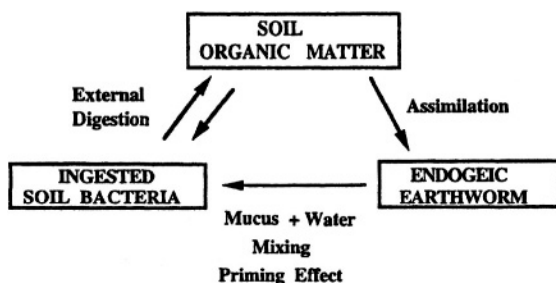 SOIL
ORGANIC MATTER
External
Digestion
Assimilation
INGESTED
SOIL BACTERIA
ENDOGEIC
EARTHWORM
Mucus + Water
Mixing
Priming Effect